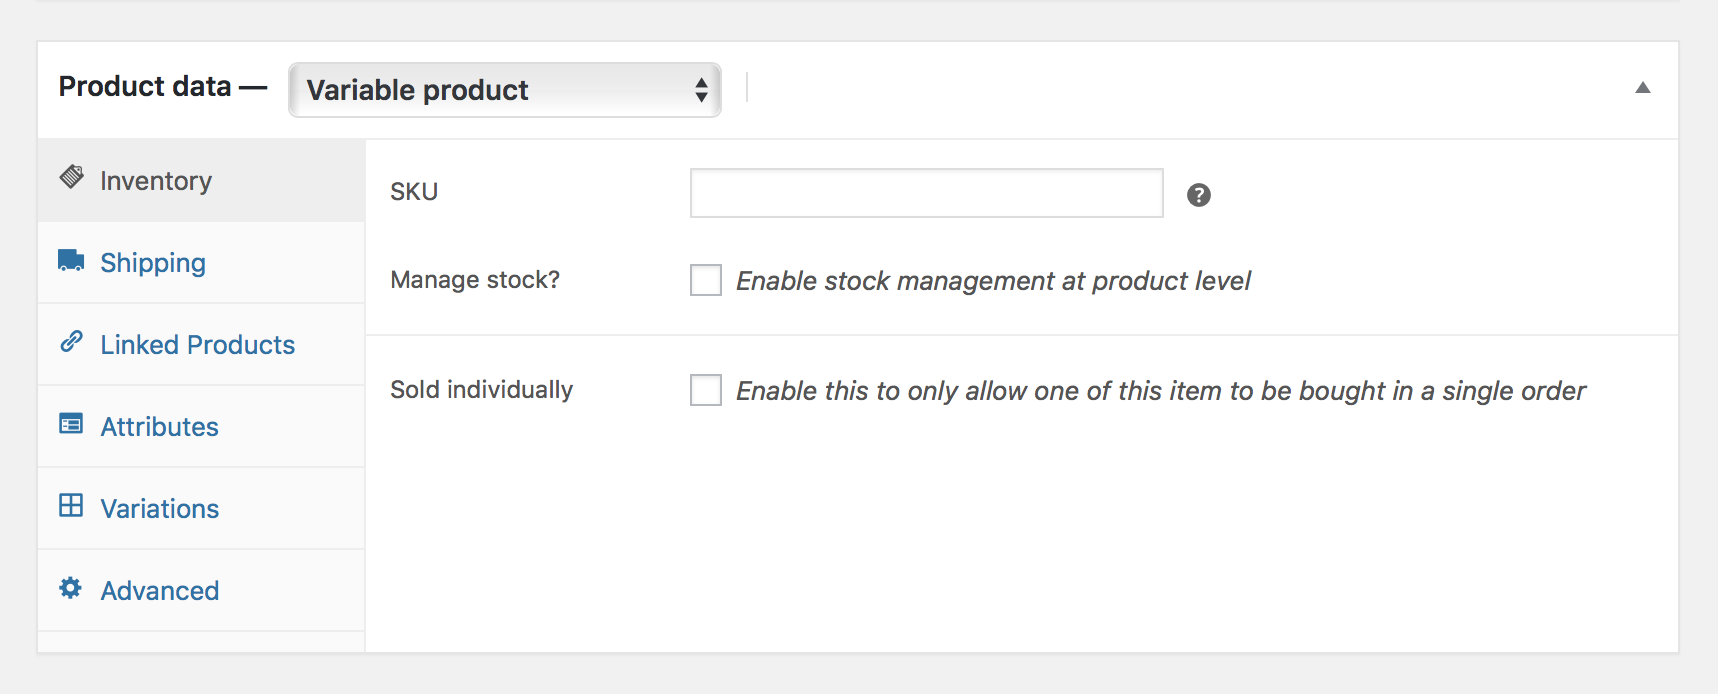 Product data — Variable product
Inventory
Shipping
Linked Products
Attributes
Variations
Advanced
SKU
?
Manage stock? Enable stock management at product level
Sold individually Enable this to only allow one of this item to be bought in a single order